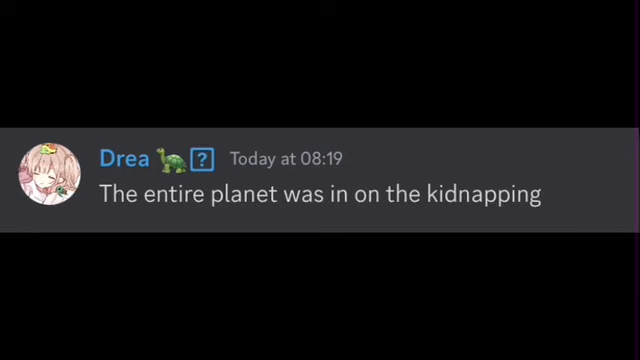 Drea 🐢 ? Today at 08:19
The entire planet was in on the kidnapping